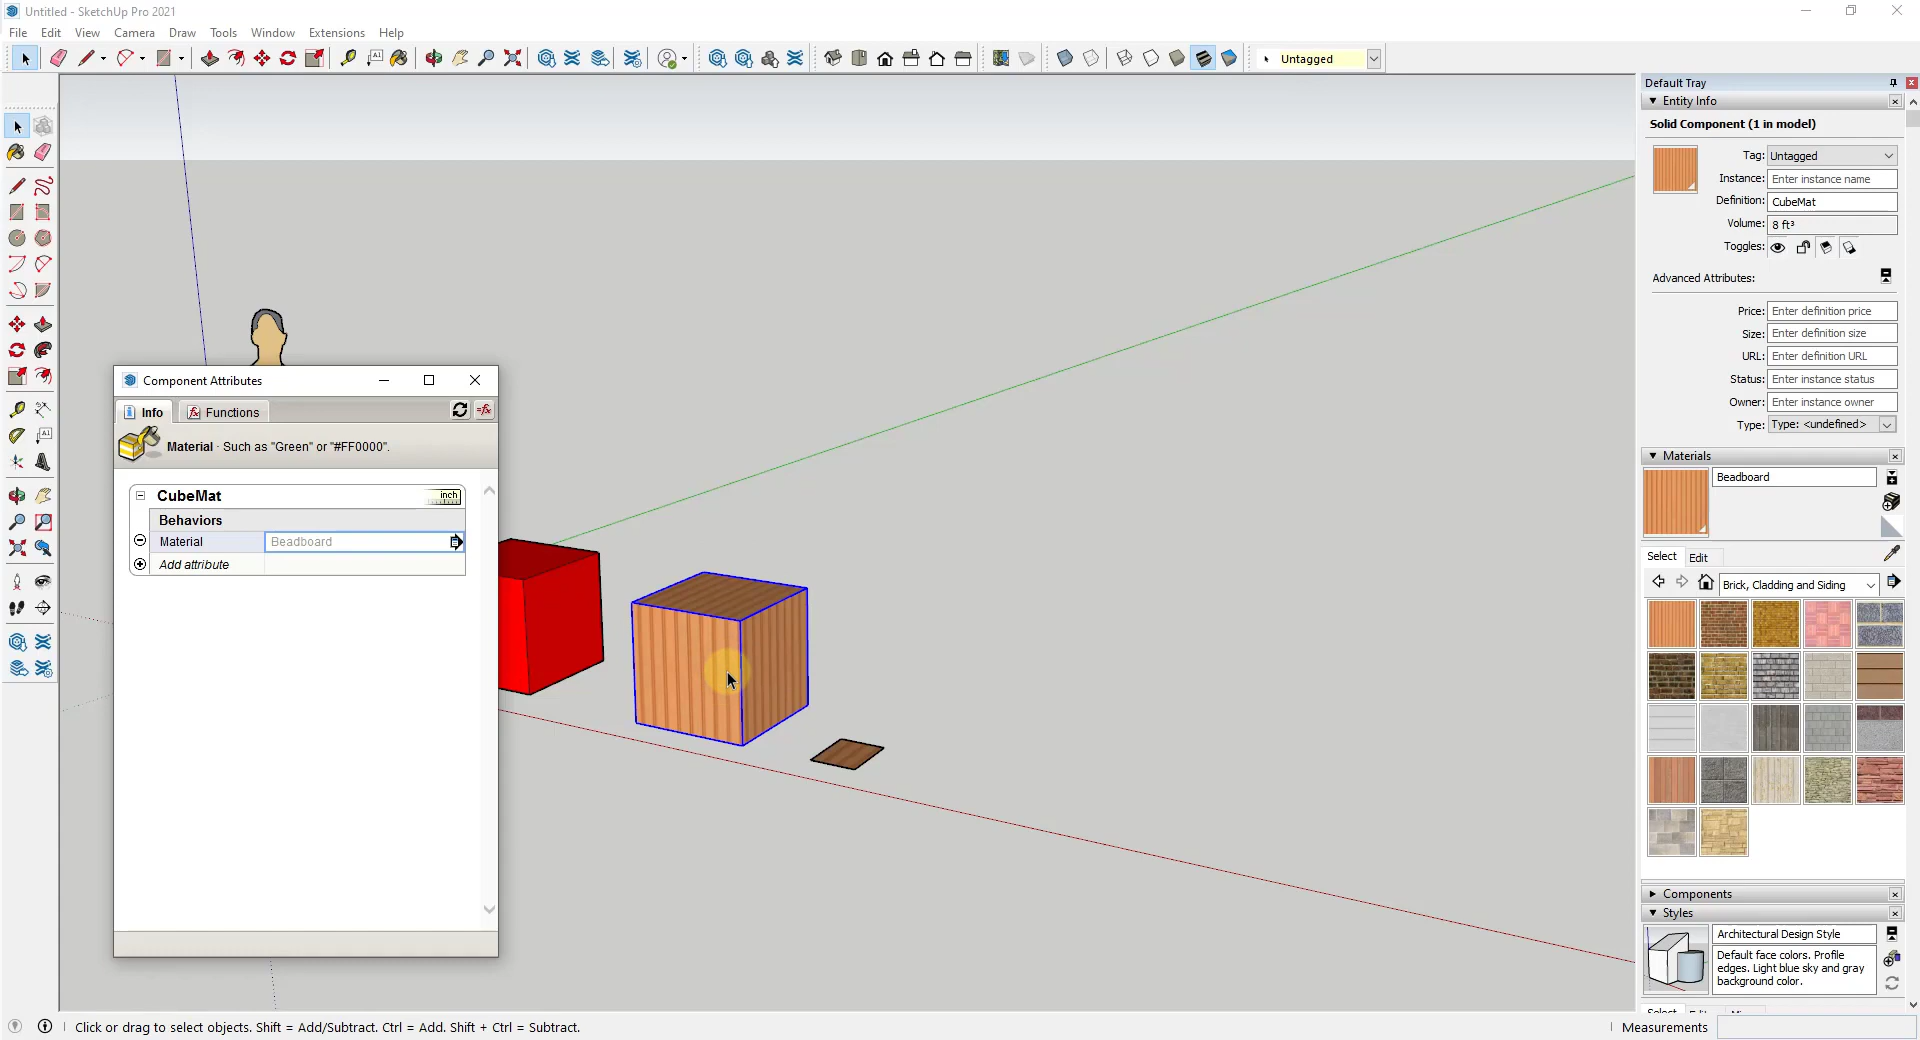 Untitled - SketchUp Pro 2021
File Edit View Camera Draw Tools Window Extensions Help
Untagged
Default Tray
Entity Info
Solid Component (1 in model)
Tag: Untagged
Instance: Enter instance name
Definition: CubeMat
Volume: 8 ft³
Toggles:
Advanced Attributes:
Price: Enter definition price
Size: Enter definition size
URL: Enter definition URL
Status: Enter instance status
Owner: Enter instance owner
Type: Type: <undefined>
Materials
Beadboard
Select Edit
Brick, Cladding and Siding
Components
Styles
Architectural Design Style
Default face colors. Profile
edges. Light blue sky and gray
background color.
Component Attributes
Info Functions
Material · Such as "Green" or "#FF0000".
CubeMat inch
Behaviors
Material Beadboard
Add attribute
Click or drag to select objects. Shift = Add/Subtract. Ctrl = Add. Shift + Ctrl = Subtract.
Measurements